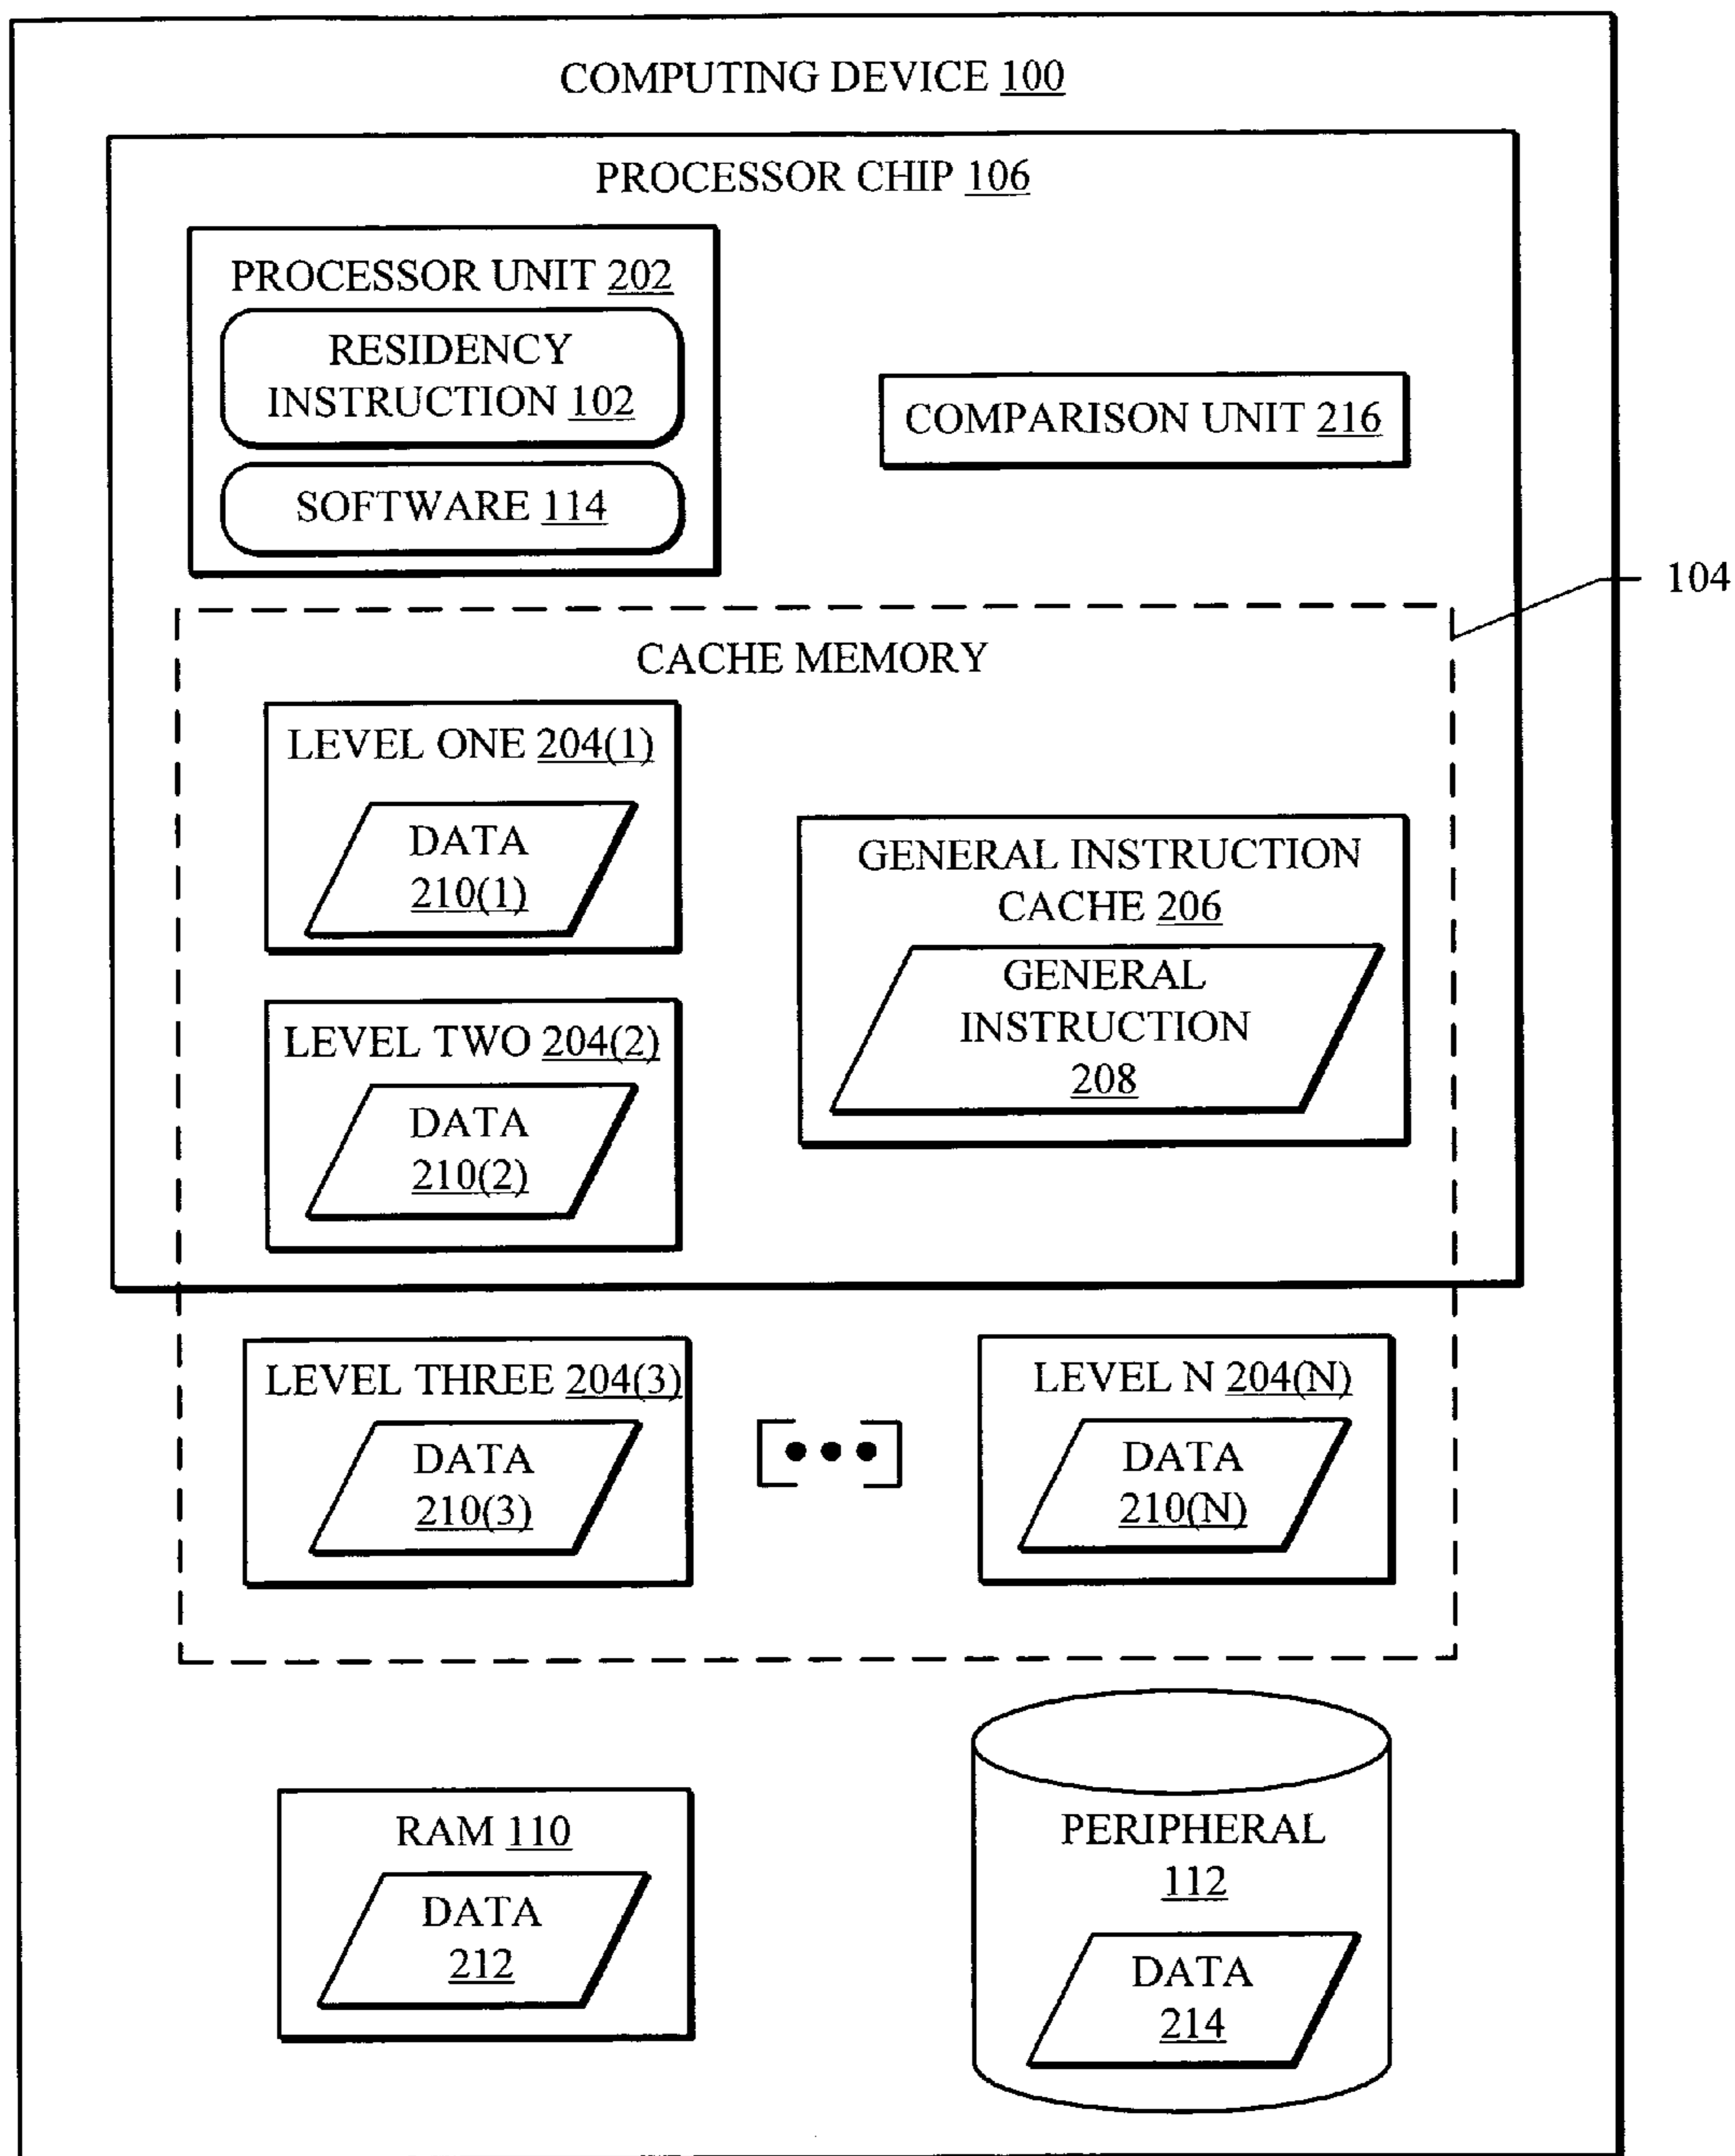 COMPUTING DEVICE 100
PROCESSOR CHIP 106
PROCESSOR UNIT 202
RESIDENCY
INSTRUCTION 102
SOFTWARE 114
COMPARISON UNIT 216
104
CACHE MEMORY
LEVEL ONE 204(1)
DATA
210(1)
GENERAL INSTRUCTION
CACHE 206
GENERAL
INSTRUCTION
208
LEVEL TWO 204(2)
DATA
210(2)
LEVEL THREE 204(3)
DATA
210(3)
[•••]
LEVEL N 204(N)
DATA
210(N)
RAM 110
DATA
212
PERIPHERAL
112
DATA
214